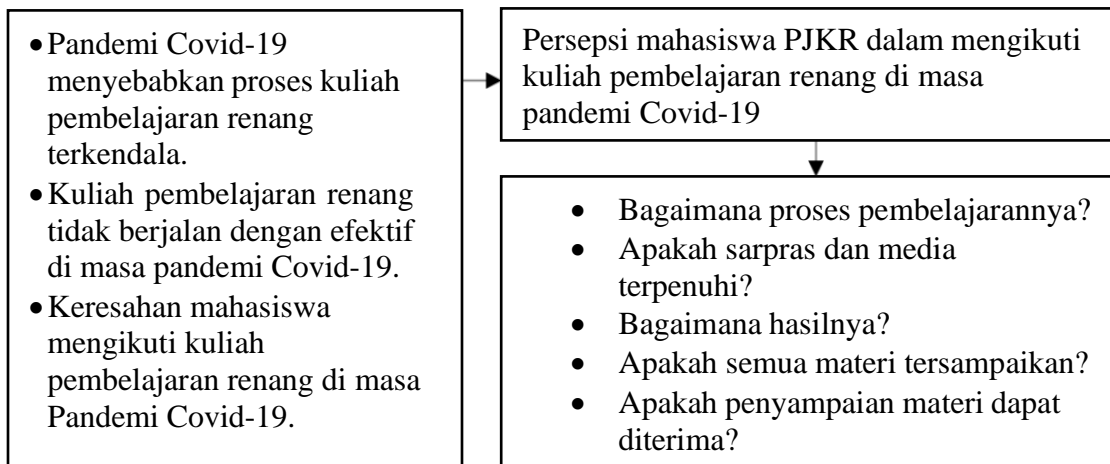 •Pandemi Covid-19
menyebabkan proses kuliah
pembelajaran renang
terkendala.
•Kuliah pembelajaran renang
tidak berjalan dengan efektif
di masa pandemi Covid-19.
•Keresahan mahasiswa
mengikuti kuliah
pembelajaran renang di masa
Pandemi Covid-19.
Persepsi mahasiswa PJKR dalam mengikuti
kuliah pembelajaran renang di masa
pandemi Covid-19
• Bagaimana proses pembelajarannya?
• Apakah sarpras dan media
terpenuhi?
• Bagaimana hasilnya?
• Apakah semua materi tersampaikan?
• Apakah penyampaian materi dapat
diterima?